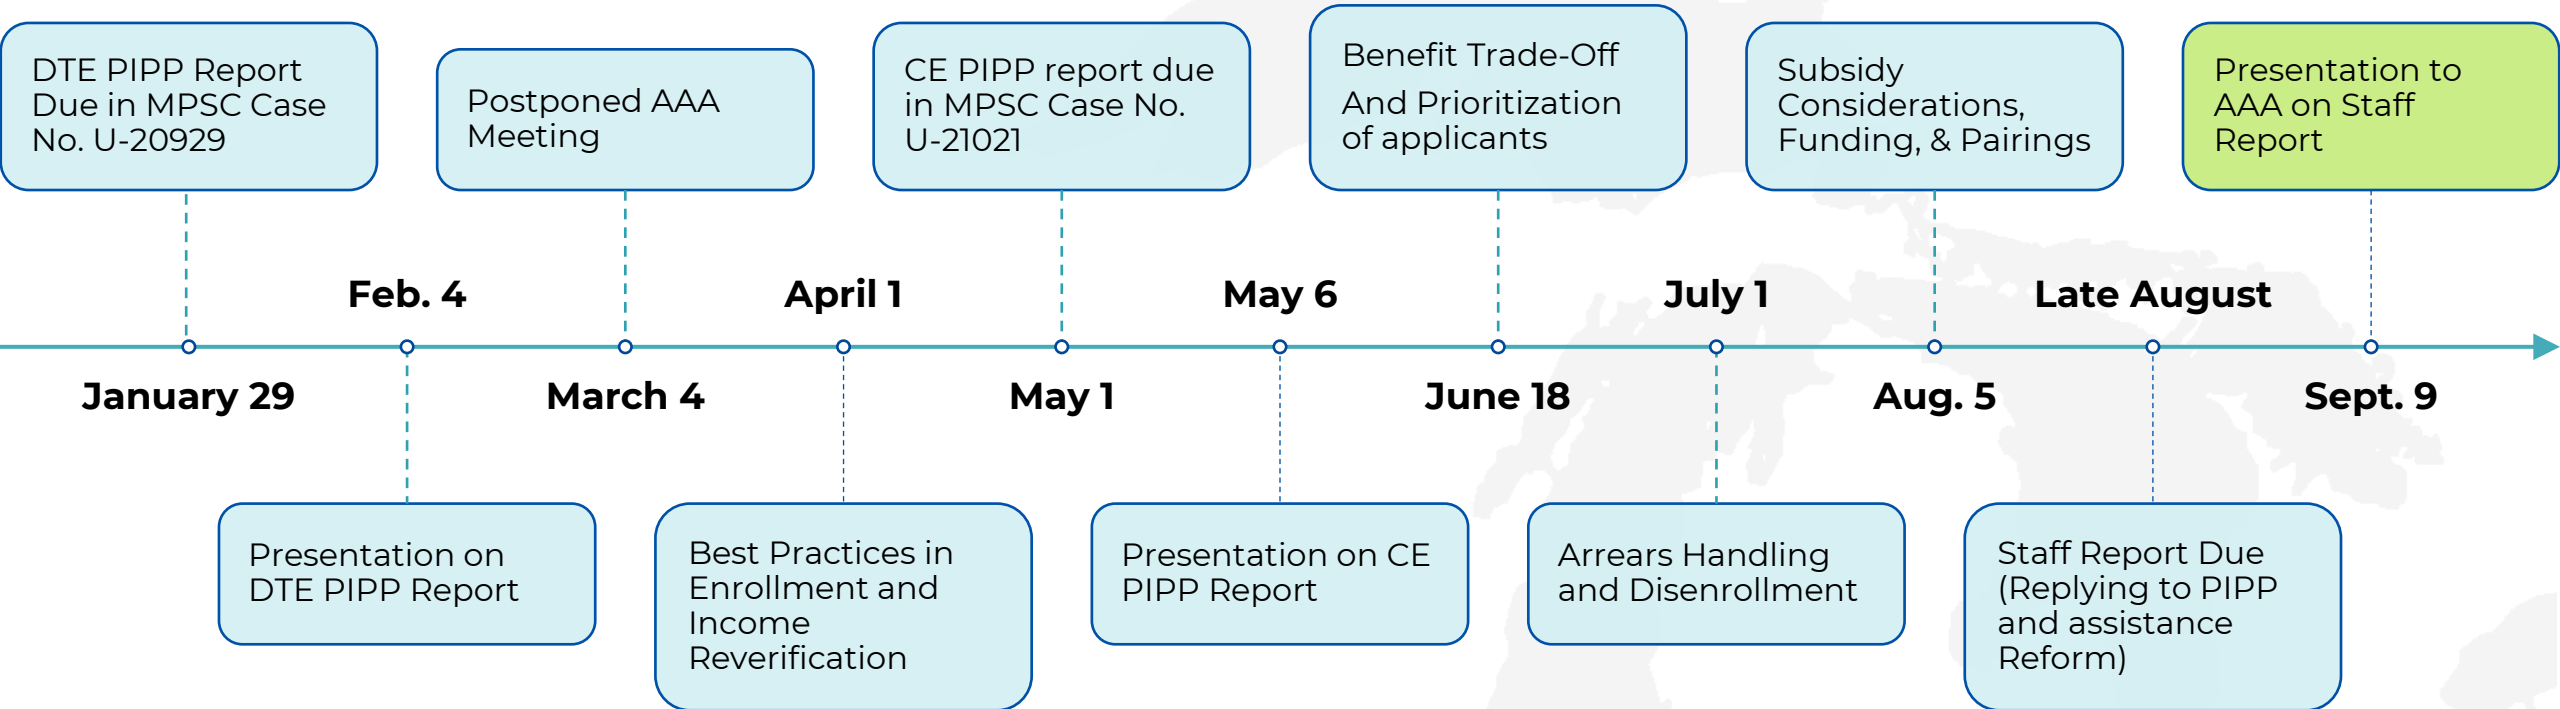 DTE PIPP Report
Due in MPSC Case
No. U-20929
Postponed AAA
Meeting
CE PIPP report due
in MPSC Case No.
U-21021
Benefit Trade-Off
And Prioritization
of applicants
Subsidy
Considerations,
Funding, & Pairings
Presentation to
AAA on Staff
Report
Feb. 4
April 1
May 6
July 1
Late August
January 29
March 4
May 1
June 18
Aug. 5
Sept. 9
Presentation on
DTE PIPP Report
Best Practices in
Enrollment and
Income
Reverification
Presentation on CE
PIPP Report
Arrears Handling
and Disenrollment
Staff Report Due
(Replying to PIPP
and assistance
Reform)